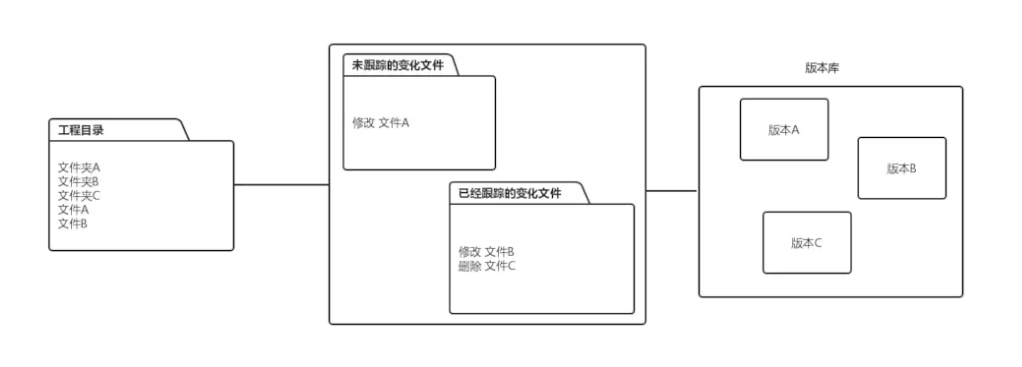 工程目录
文件夹A
文件夹B
文件夹C
文件A
文件B
未跟踪的变化文件
修改 文件A
已经跟踪的变化文件
修改 文件B
删除 文件C
版本库
版本A
版本B
版本C